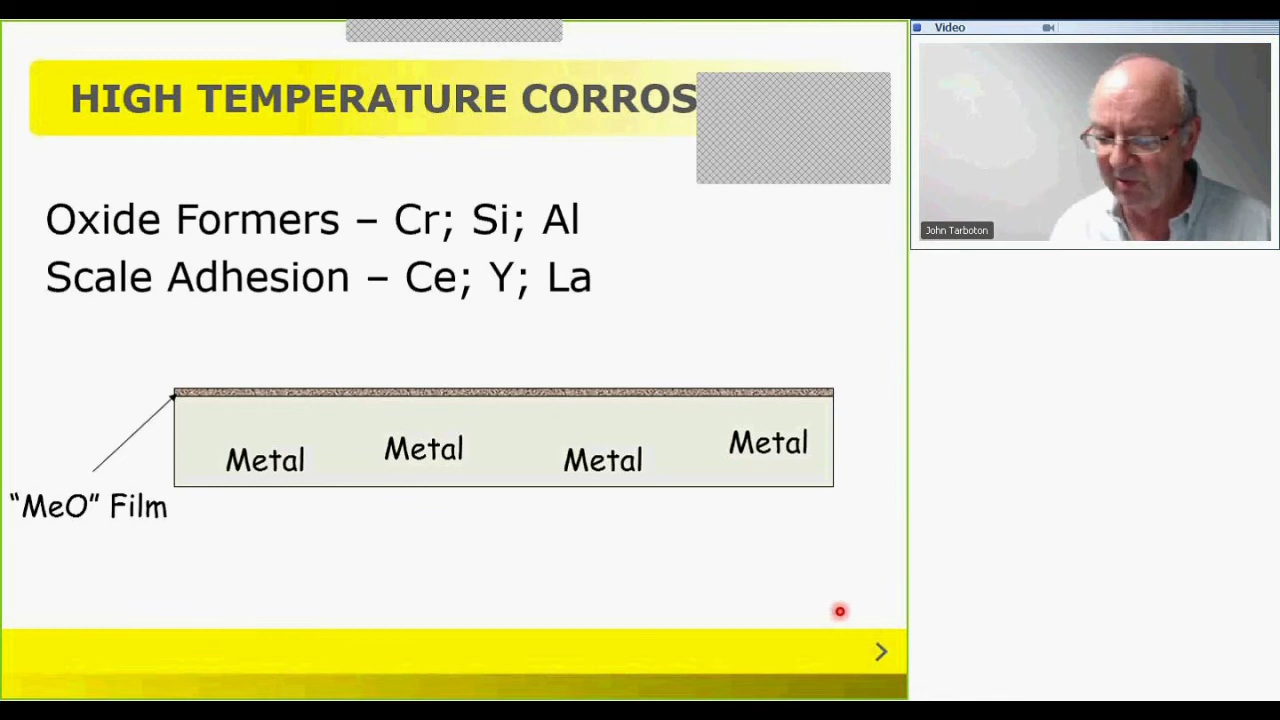 HIGH TEMPERATURE CORROS
Oxide Formers – Cr; Si; Al
Scale Adhesion – Ce; Y; La
Metal Metal Metal Metal
“MeO” Film
Video
John Tarboton